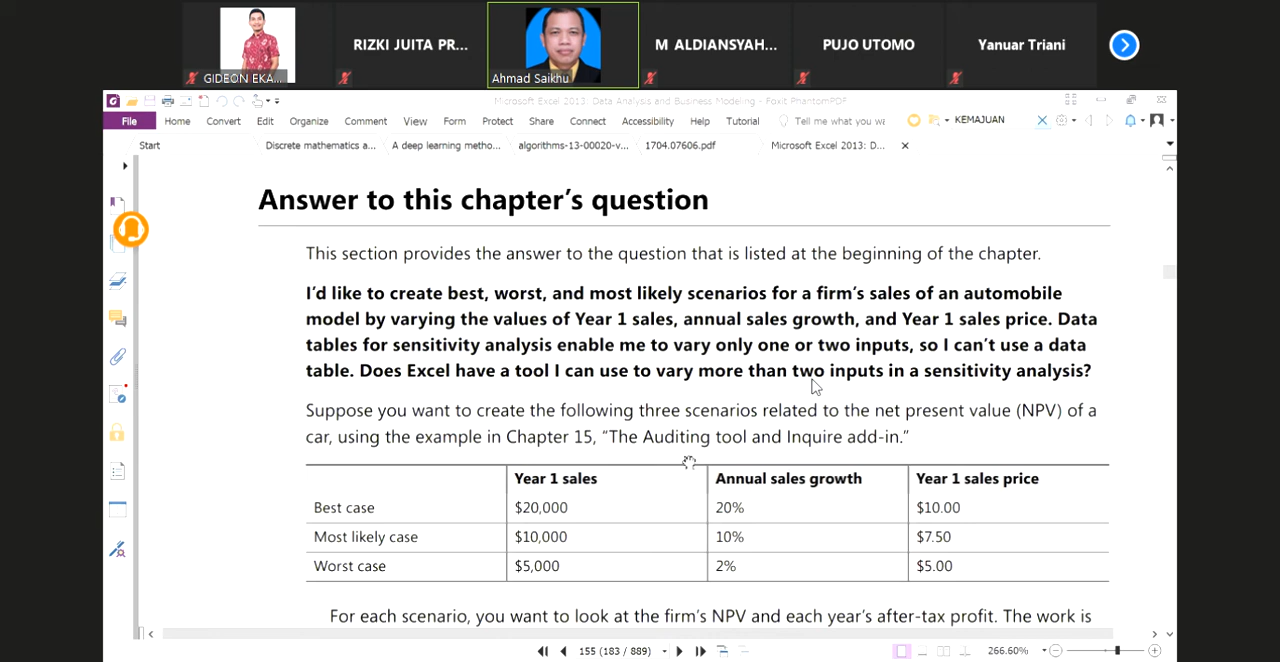 GIDEON EKA...
RIZKI JUITA PR...
Ahmad Saikhu
M ALDIANSYAH...
PUJO UTOMO
Yanuar Triani
Microsoft Excel 2013: Data Analysis and Business Modeling - Foxit PhantomPDF
File Home Convert Edit Organize Comment View Form Protect Share Connect Accessibility Help Tutorial Tell me what you wa KEMAJUAN
Start Discrete mathematics a... A deep learning metho... algorithms-13-00020-v... 1704.07606.pdf Microsoft Excel 2013: D...
Answer to this chapter's question
This section provides the answer to the question that is listed at the beginning of the chapter.
I'd like to create best, worst, and most likely scenarios for a firm's sales of an automobile
model by varying the values of Year 1 sales, annual sales growth, and Year 1 sales price. Data
tables for sensitivity analysis enable me to vary only one or two inputs, so I can't use a data
table. Does Excel have a tool I can use to vary more than two inputs in a sensitivity analysis?
Suppose you want to create the following three scenarios related to the net present value (NPV) of a
car, using the example in Chapter 15, "The Auditing tool and Inquire add-in."
Year 1 sales Annual sales growth Year 1 sales price
Best case $20,000 20% $10.00
Most likely case $10,000 10% $7.50
Worst case $5,000 2% $5.00
For each scenario, you want to look at the firm's NPV and each year's after-tax profit. The work is
155 (183 / 889) 266.60%